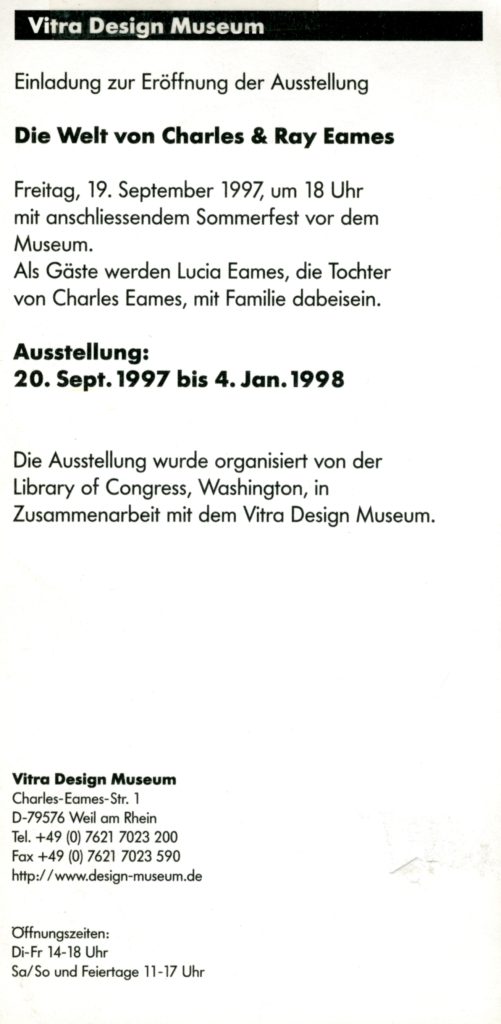 Vitra Design Museum
Einladung zur Eröffnung der Ausstellung
Die Welt von Charles & Ray Eames
Freitag, 19. September 1997, um 18 Uhr
mit anschliessendem Sommerfest vor dem
Museum.
Als Gäste werden Lucia Eames, die Tochter
von Charles Eames, mit Familie dabeisein.
Ausstellung:
20. Sept. 1997 bis 4. Jan. 1998
Die Ausstellung wurde organisiert von der
Library of Congress, Washington, in
Zusammenarbeit mit dem Vitra Design Museum.
Vitra Design Museum
Charles-Eames-Str. 1
D-79576 Weil am Rhein
Tel. +49 (0) 7621 7023 200
Fax +49 (0) 7621 7023 590
http://www.design-museum.de
Öffnungszeiten:
Di-Fr 14-18 Uhr
Sa/So und Feiertage 11-17 Uhr